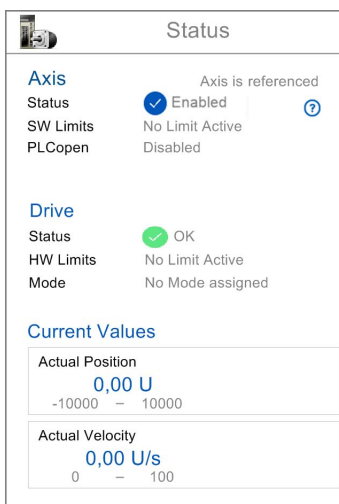 Status
Axis
Axis is referenced
Status Enabled
SW Limits No Limit Active
PLCopen Disabled
Drive
Status OK
HW Limits No Limit Active
Mode No Mode assigned
Current Values
Actual Position
0,00 U
-10000 – 10000
Actual Velocity
0,00 U/s
0 – 100